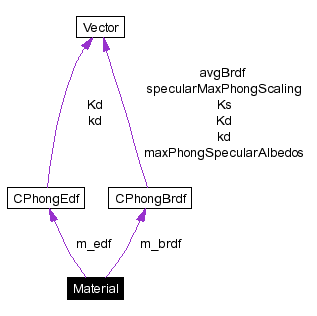 Vector
avgBrdf
specularMaxPhongScaling
Kd
Ks
kd
Kd
kd
maxPhongSpecularAlbedos
CPhongEdf
CPhongBrdf
m_edf
m_brdf
Material